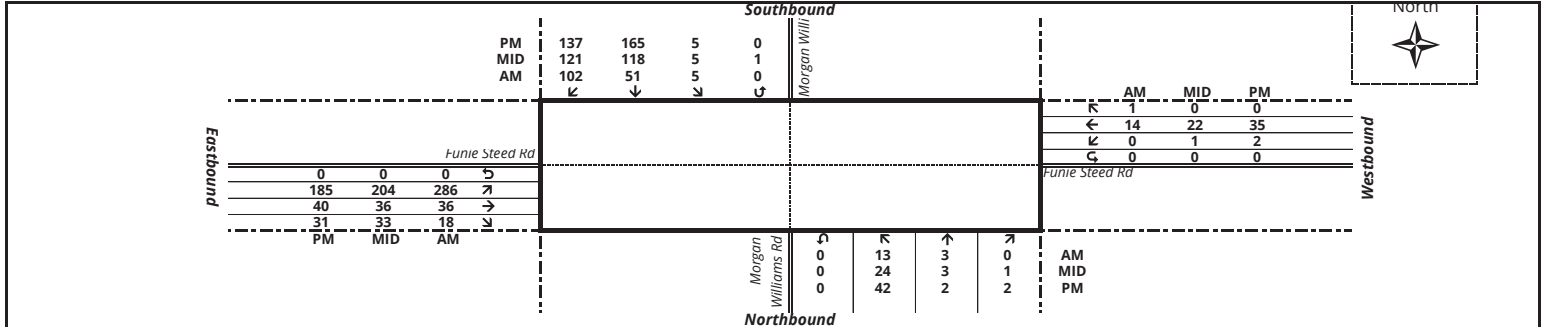 Southbound
North
Morgan Willi
PM 137 165 5 0
MID 121 118 5 1
AM 102 51 5 0
AM MID PM
1 0 0
14 22 35
0 1 2
0 0 0
Eastbound
Westbound
Funie Steed Rd
Funie Steed Rd
0 0 0
185 204 286
40 36 36
31 33 18
PM MID AM
Morgan
Williams Rd
0 13 3 0 AM
0 24 3 1 MID
0 42 2 2 PM
Northbound